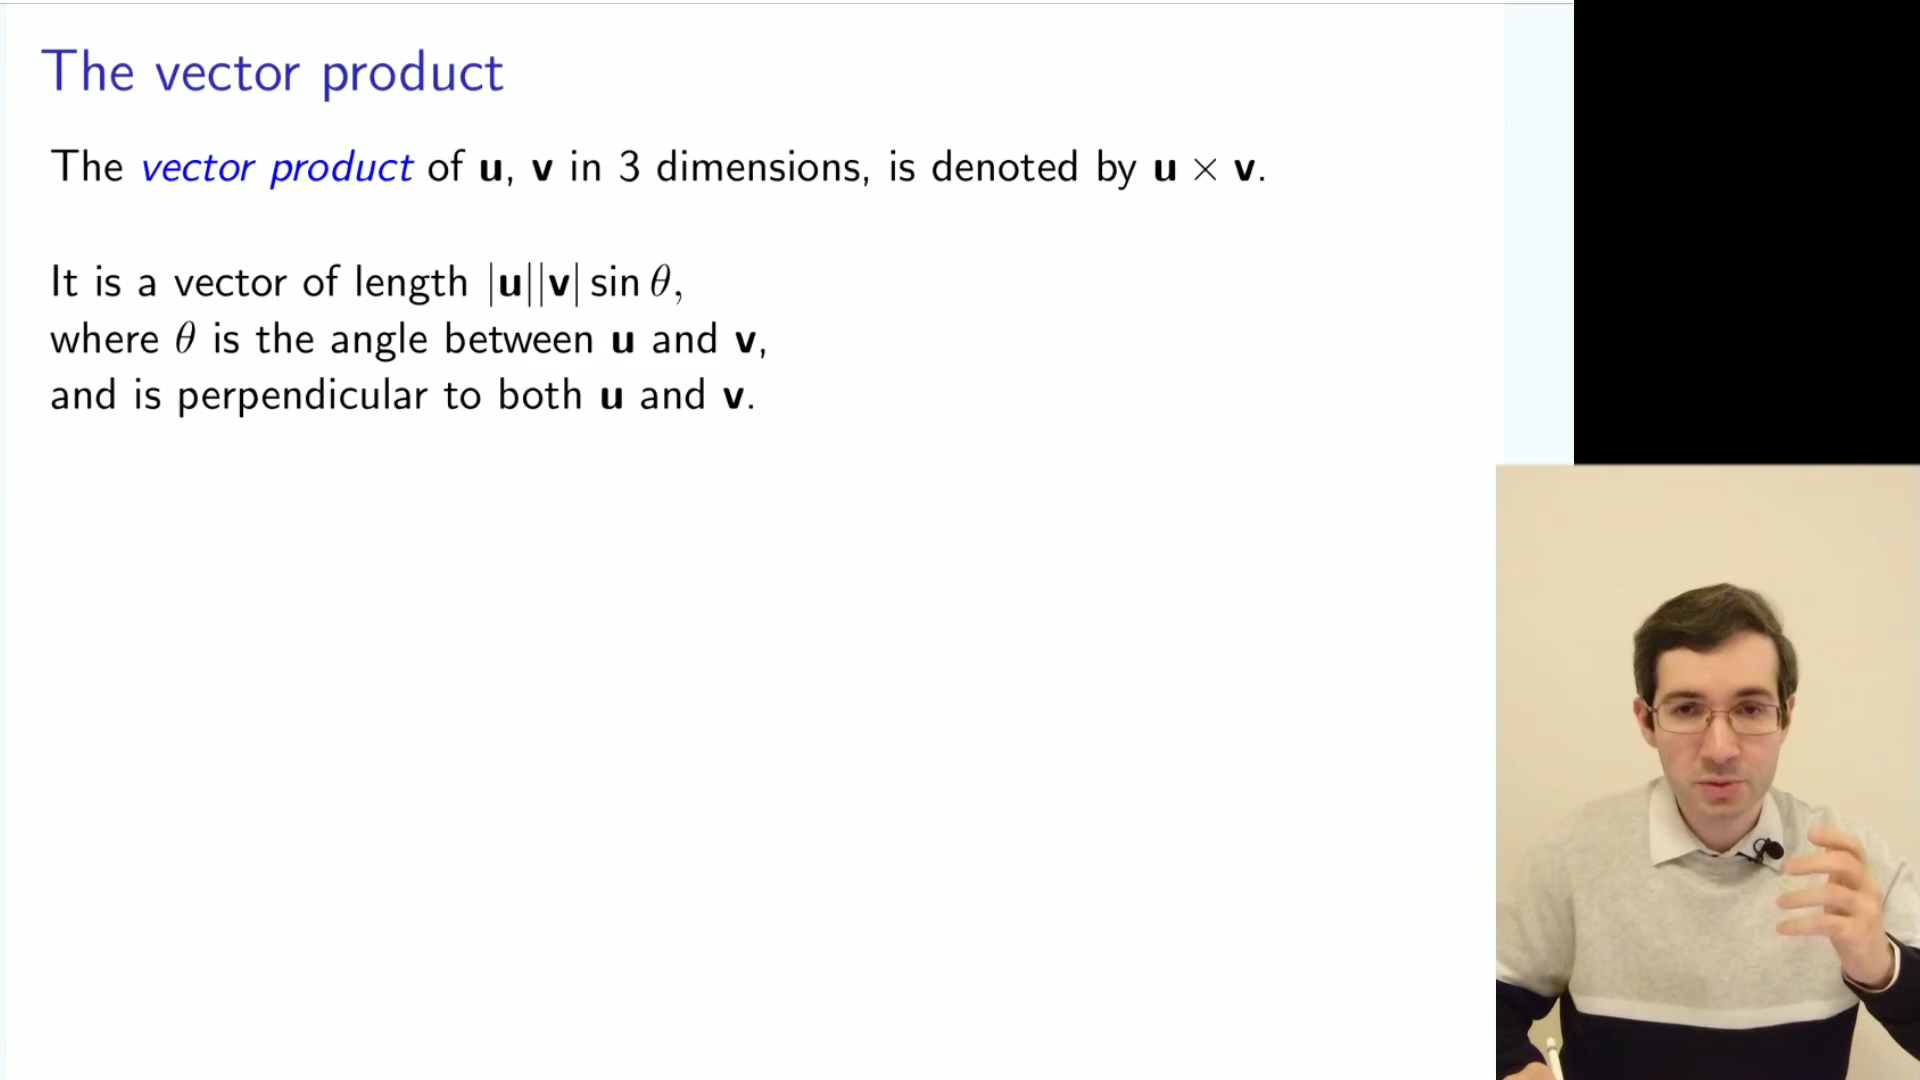 The vector product
The vector product of u, v in 3 dimensions, is denoted by u × v.
It is a vector of length |u||v| sin θ,
where θ is the angle between u and v,
and is perpendicular to both u and v.